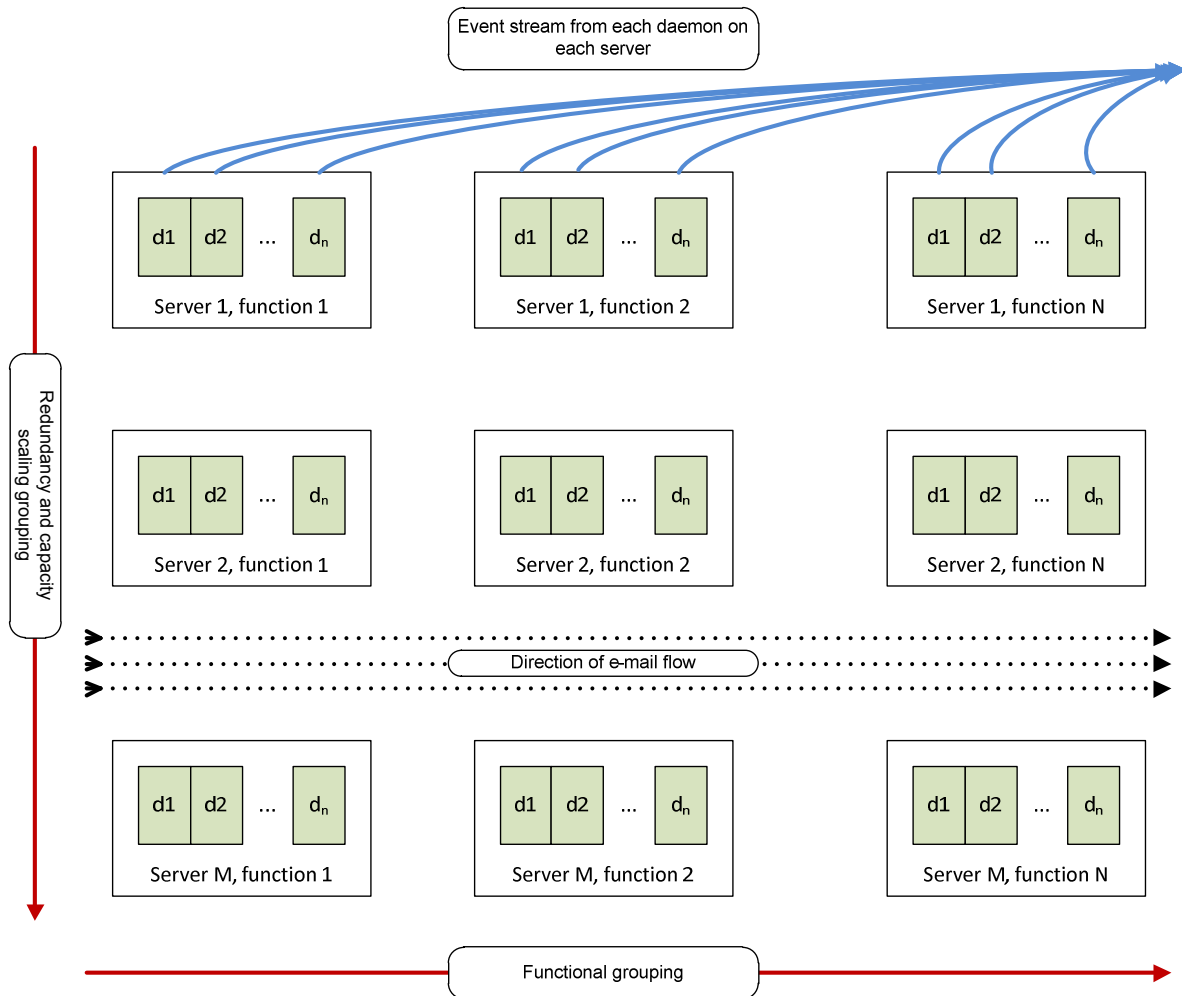 Event stream from each daemon on
each server
d1 d2 ... dn
Server 1, function 1
d1 d2 ... dn
Server 1, function 2
d1 d2 ... dn
Server 1, function N
Redundancy and capacity
scaling grouping
d1 d2 ... dn
Server 2, function 1
d1 d2 ... dn
Server 2, function 2
d1 d2 ... dn
Server 2, function N
Direction of e-mail flow
d1 d2 ... dn
Server M, function 1
d1 d2 ... dn
Server M, function 2
d1 d2 ... dn
Server M, function N
Functional grouping